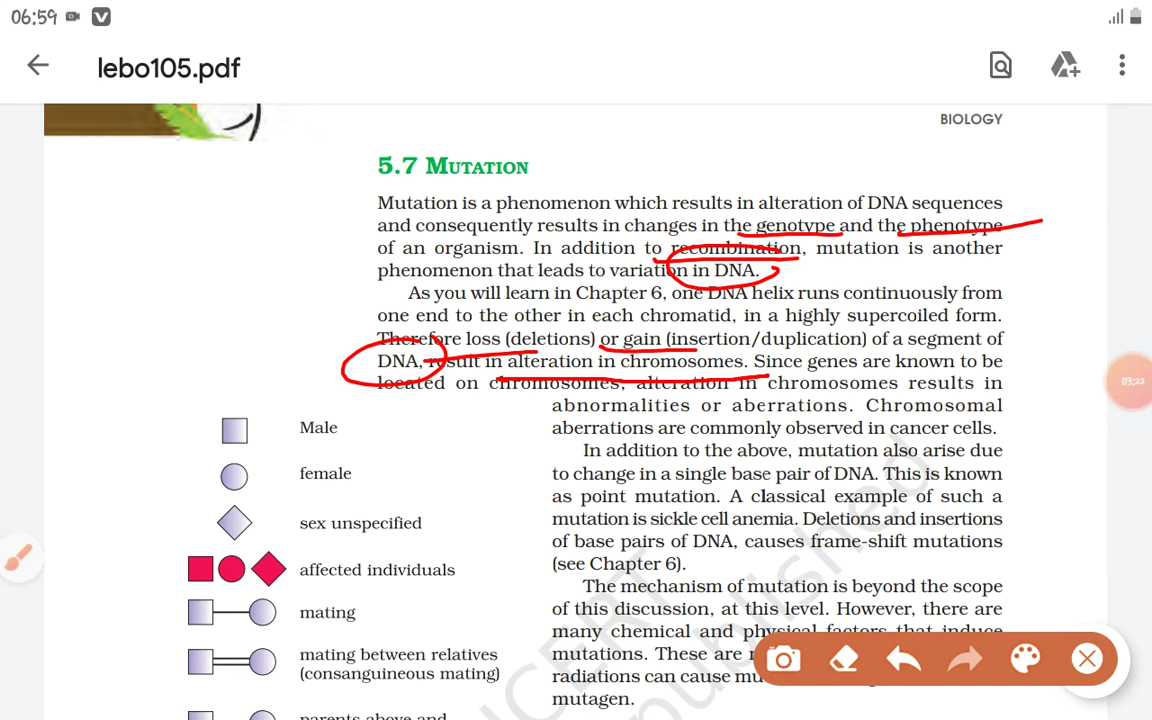 06:59
lebo105.pdf
BIOLOGY
5.7 MUTATION
Mutation is a phenomenon which results in alteration of DNA sequences
and consequently results in changes in the genotype and the phenotype
of an organism. In addition to recombination, mutation is another
phenomenon that leads to variation in DNA.
As you will learn in Chapter 6, one DNA helix runs continuously from
one end to the other in each chromatid, in a highly supercoiled form.
Therefore loss (deletions) or gain (insertion/duplication) of a segment of
DNA, result in alteration in chromosomes. Since genes are known to be
located on chromosomes, alteration in chromosomes results in
abnormalities or aberrations. Chromosomal
aberrations are commonly observed in cancer cells.
In addition to the above, mutation also arise due
to change in a single base pair of DNA. This is known
as point mutation. A classical example of such a
mutation is sickle cell anemia. Deletions and insertions
of base pairs of DNA, causes frame-shift mutations
(see Chapter 6).
The mechanism of mutation is beyond the scope
of this discussion, at this level. However, there are
many chemical and physical factors that induce
mutations. These are
radiations can cause
mutagen.
Male
female
sex unspecified
affected individuals
mating
mating between relatives
(consanguineous mating)
parents above and
03:22
NCERT
published